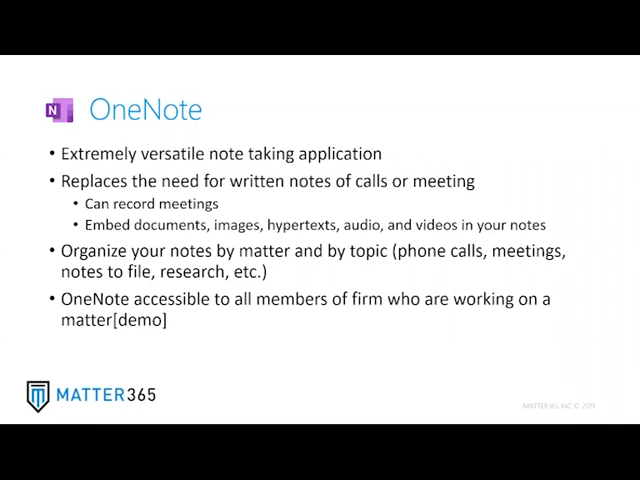 N OneNote
• Extremely versatile note taking application
• Replaces the need for written notes of calls or meeting
• Can record meetings
• Embed documents, images, hypertexts, audio, and videos in your notes
• Organize your notes by matter and by topic (phone calls, meetings,
notes to file, research, etc.)
• OneNote accessible to all members of firm who are working on a
matter[demo]
MATTER365
MATTER365 INC © 2019